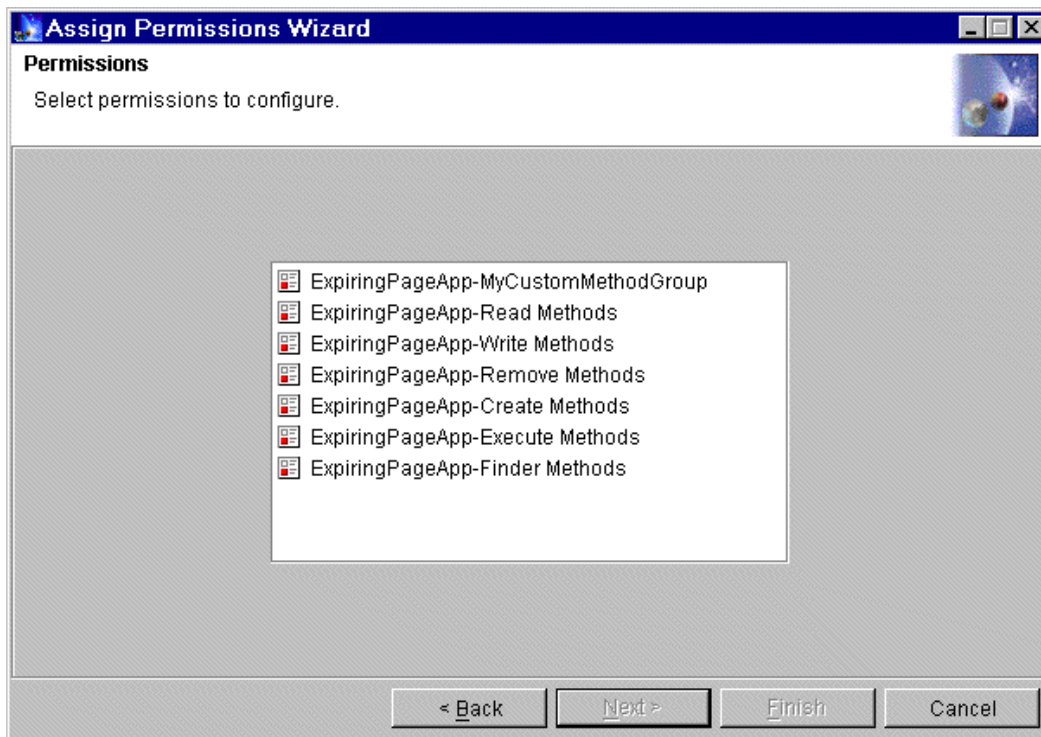 Assign Permissions Wizard
Permissions
Select permissions to configure.
ExpiringPageApp-MyCustomMethodGroup
ExpiringPageApp-Read Methods
ExpiringPageApp-Write Methods
ExpiringPageApp-Remove Methods
ExpiringPageApp-Create Methods
ExpiringPageApp-Execute Methods
ExpiringPageApp-Finder Methods
< Back Next > Finish Cancel